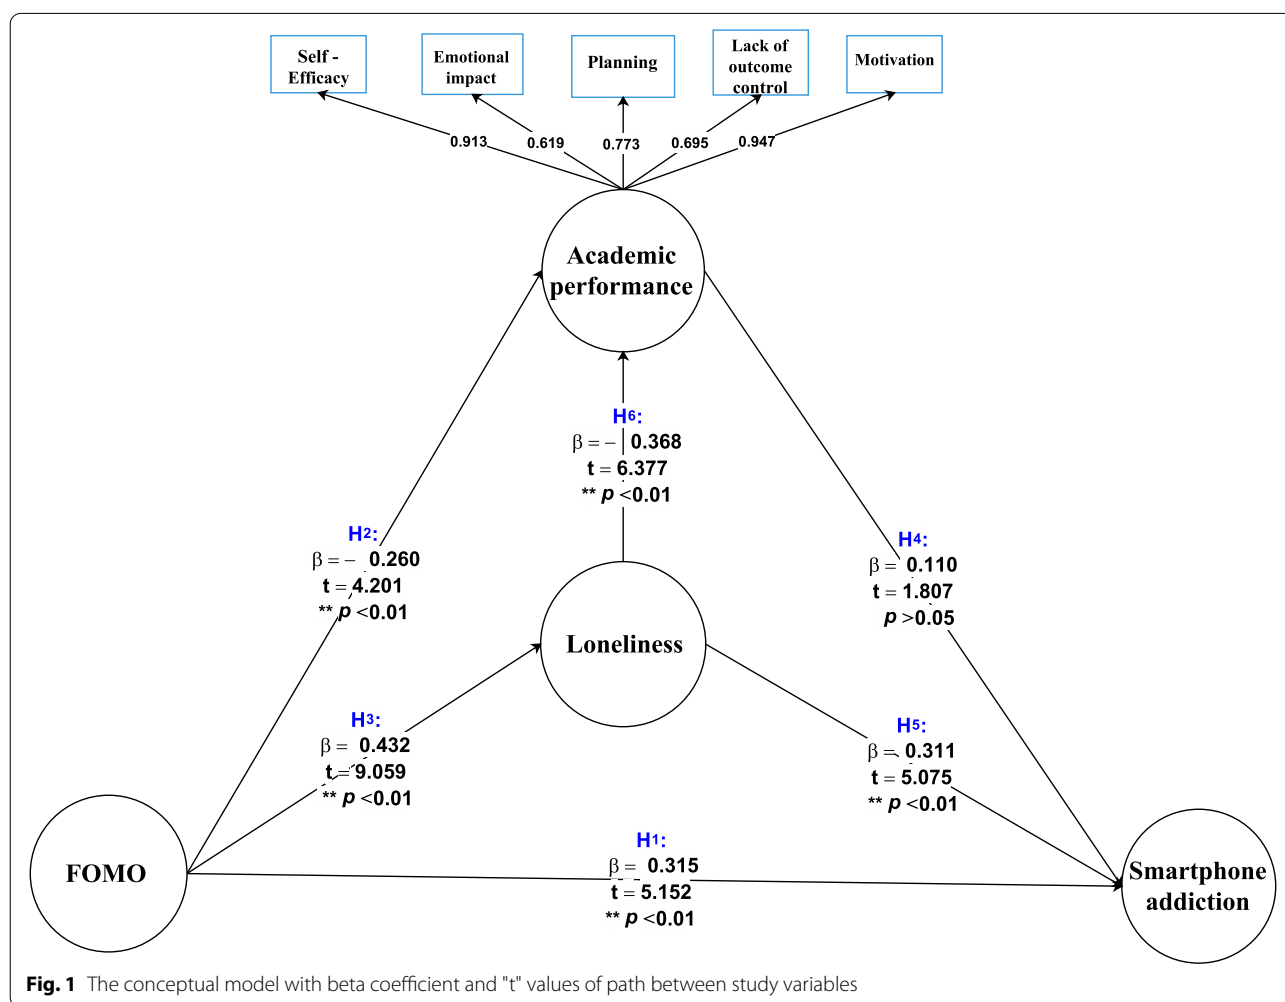 Self -
Efficacy
Emotional
impact
Planning
Lack of
outcome
control
Motivation
0.913
0.619
0.773
0.695
0.947
Academic
performance
H6:
β = – 0.368
t = 6.377
** p <0.01
H2:
β = – 0.260
t = 4.201
** p <0.01
H4:
β = 0.110
t = 1.807
p >0.05
Loneliness
H3:
β = 0.432
t = 9.059
** p <0.01
H5:
β = 0.311
t = 5.075
** p <0.01
FOMO
H1:
β = 0.315
t = 5.152
** p <0.01
Smartphone
addiction
Fig. 1 The conceptual model with beta coefficient and "t" values of path between study variables